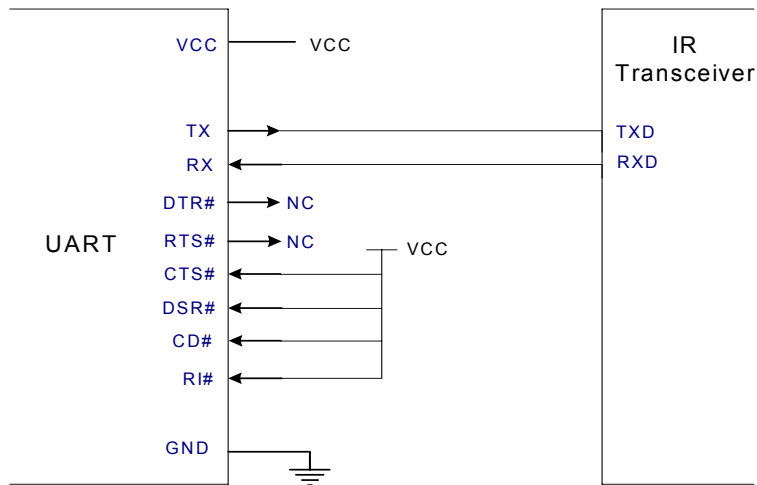 VCC
VCC
IR
Transceiver
TX
TXD
RX
RXD
DTR#
NC
UART
RTS#
NC
VCC
CTS#
DSR#
CD#
RI#
GND